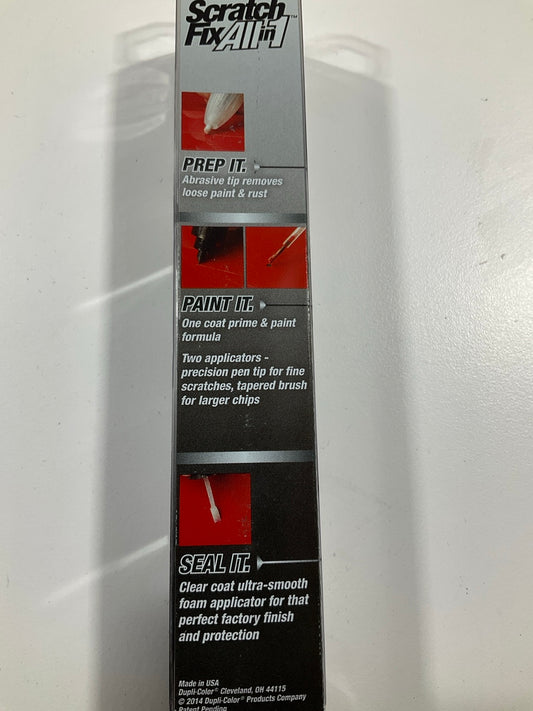 Scratch
Fix All in 1™
PREP IT.
Abrasive tip removes
loose paint & rust
PAINT IT.
One coat prime & paint
formula
Two applicators -
precision pen tip for fine
scratches, tapered brush
for larger chips
SEAL IT.
Clear coat ultra-smooth
foam applicator for that
perfect factory finish
and protection
Made in USA
Dupli-Color® Cleveland, OH 44115
© 2014 Dupli-Color® Products Company
Patent Pending